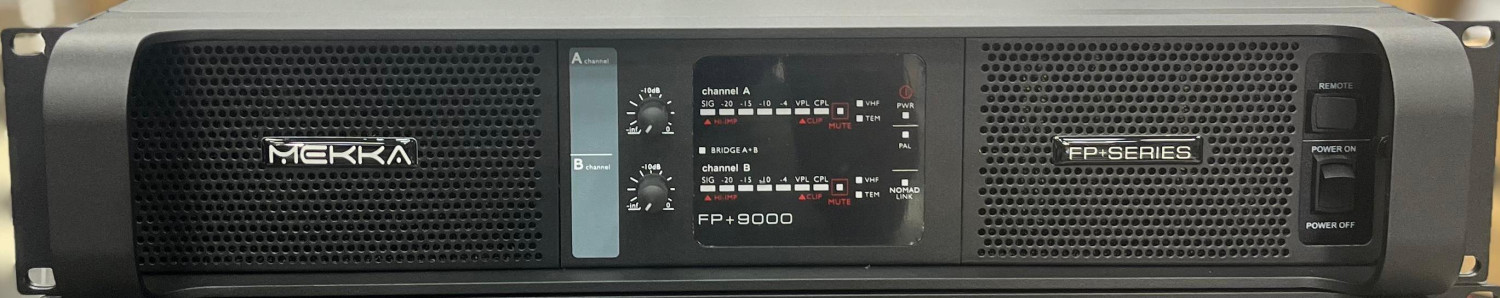 MEKKA
A channel
B channel
-10dB
-inf 0
-10dB
-inf 0
channel A
SIG -20 -15 -10 -4 VPL CPL
HI-IMP CLIP MUTE
VHF
TEM
BRIDGE A+B
channel B
SIG -20 -15 -10 -4 VPL CPL
HI-IMP CLIP MUTE
VHF
TEM
FP+9000
PWR
PAL
NOMAD
LINK
FP+SERIES
REMOTE
POWER ON
POWER OFF